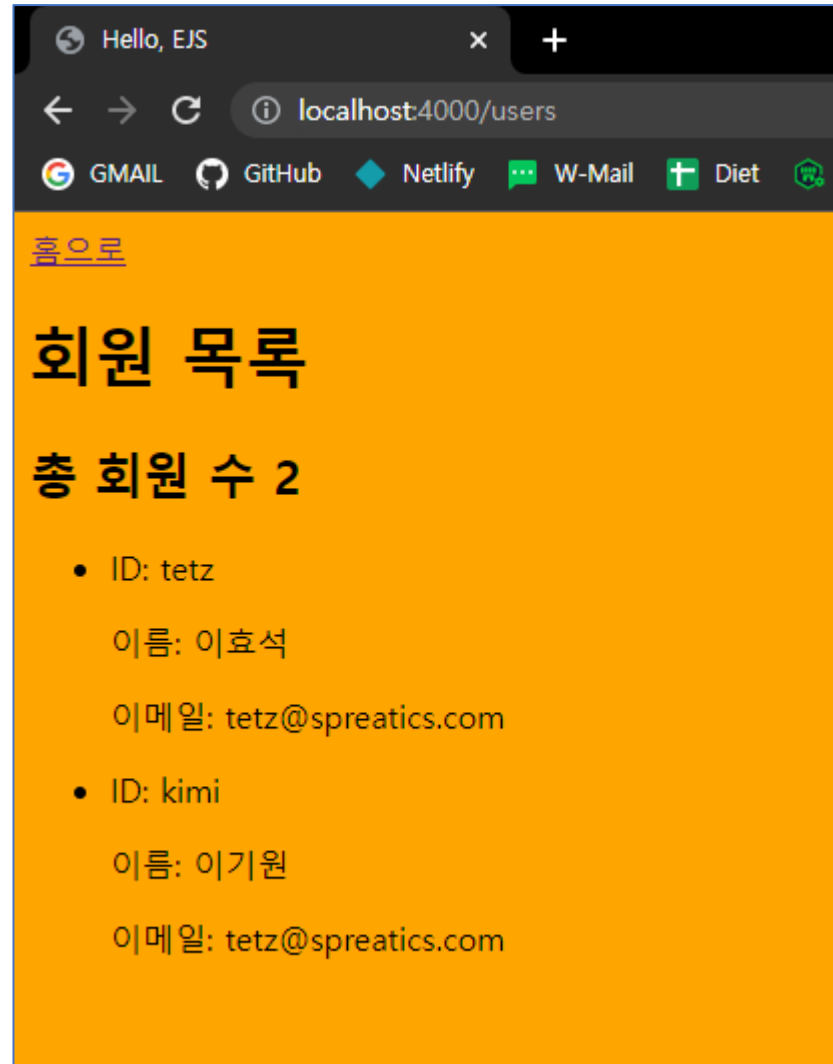 Hello, EJS
localhost:4000/users
GMAIL GitHub Netlify W-Mail Diet
홈으로
회원 목록
총 회원 수 2
ID: tetz
이름: 이효석
이메일: tetz@spreatics.com
ID: kimi
이름: 이기원
이메일: tetz@spreatics.com